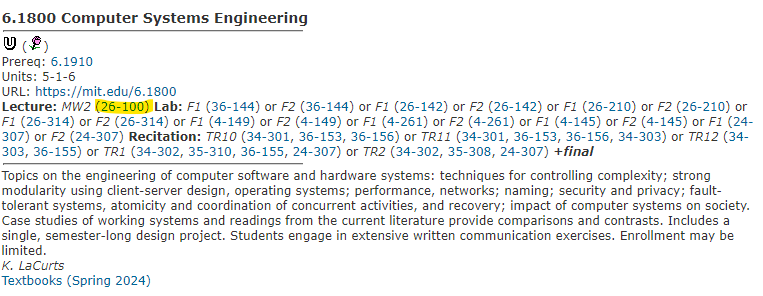 6.1800 Computer Systems Engineering
U ( )
Prereq: 6.1910
Units: 5-1-6
URL: https://mit.edu/6.1800
Lecture: MW2 (26-100) Lab: F1 (36-144) or F2 (36-144) or F1 (26-142) or F2 (26-142) or F1 (26-210) or F2 (26-210) or
F1 (26-314) or F2 (26-314) or F1 (4-149) or F2 (4-149) or F1 (4-261) or F2 (4-261) or F1 (4-145) or F2 (4-145) or F1 (24-
307) or F2 (24-307) Recitation: TR10 (34-301, 36-153, 36-156) or TR11 (34-301, 36-153, 36-156, 34-303) or TR12 (34-
303, 36-155) or TR1 (34-302, 35-310, 36-155, 24-307) or TR2 (34-302, 35-308, 24-307) +final
Topics on the engineering of computer software and hardware systems: techniques for controlling complexity; strong
modularity using client-server design, operating systems; performance, networks; naming; security and privacy; fault-
tolerant systems, atomicity and coordination of concurrent activities, and recovery; impact of computer systems on society.
Case studies of working systems and readings from the current literature provide comparisons and contrasts. Includes a
single, semester-long design project. Students engage in extensive written communication exercises. Enrollment may be
limited.
K. LaCurts
Textbooks (Spring 2024)